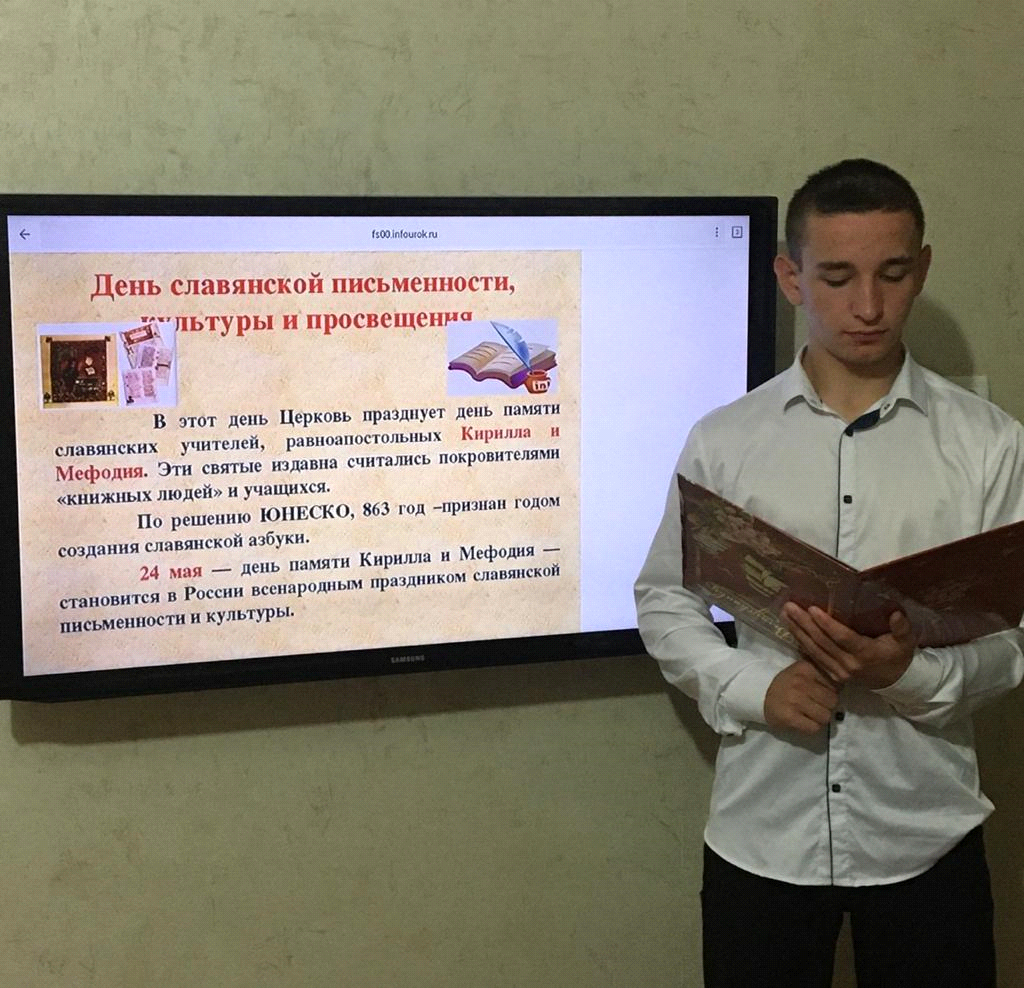 fs00.infourok.ru
День славянской письменности,
культуры и просвещения
В этот день Церковь празднует день памяти
славянских учителей, равноапостольных Кирилла и
Мефодия. Эти святые издавна считались покровителями
«книжных людей» и учащихся.
По решению ЮНЕСКО, 863 год –признан годом
создания славянской азбуки.
24 мая — день памяти Кирилла и Мефодия —
становится в России всенародным праздником славянской
письменности и культуры.
SAMSUNG